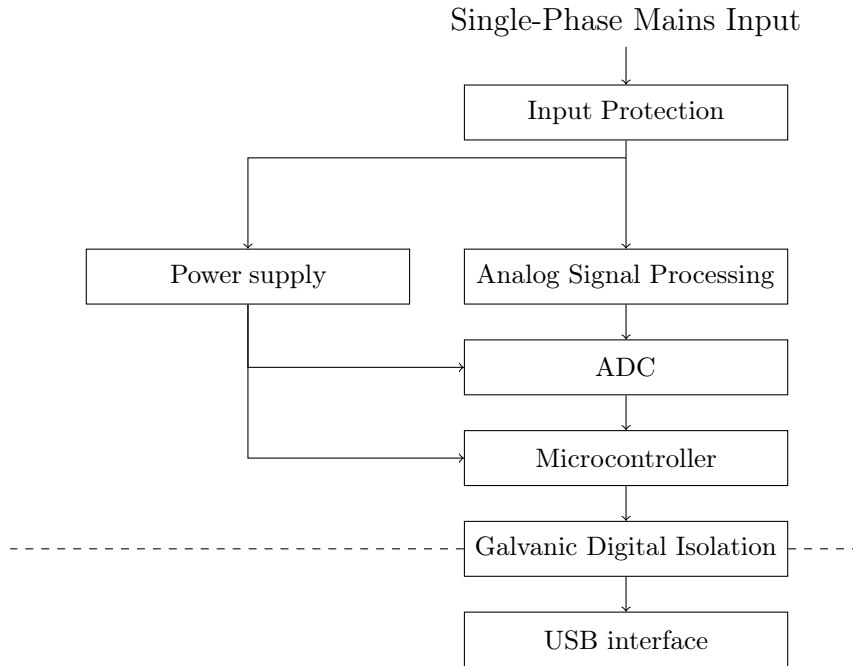 Single-Phase Mains Input
Input Protection
Power supply
Analog Signal Processing
ADC
Microcontroller
Galvanic Digital Isolation
USB interface